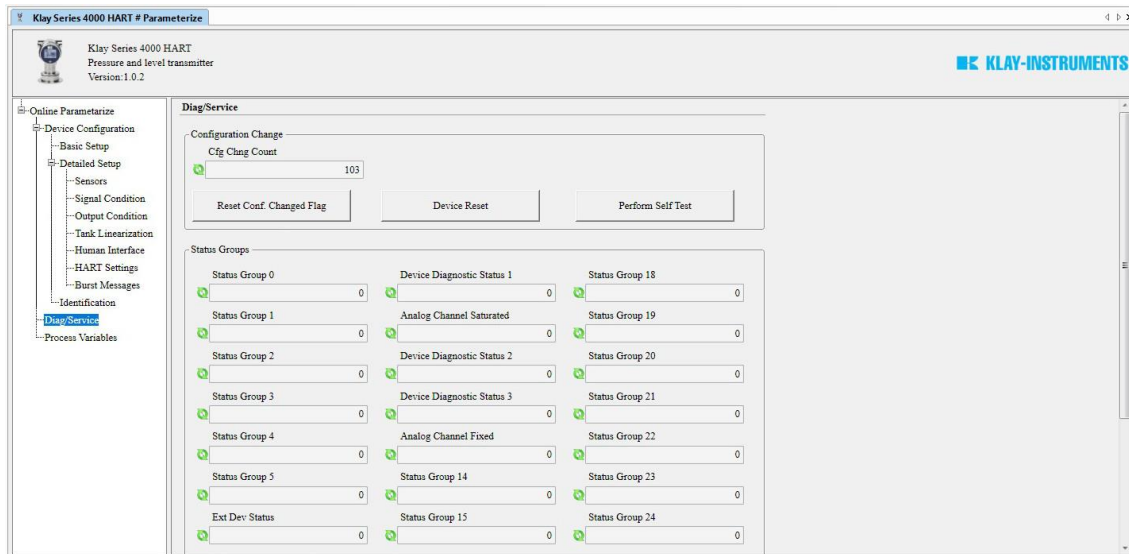 Klay Series 4000 HART # Parameterize
Klay Series 4000 HART
Pressure and level transmitter
Version:1.0.2
KLAY-INSTRUMENTS
Online Parametarize
Device Configuration
Basic Setup
Detailed Setup
Sensors
Signal Condition
Output Condition
Tank Linearization
Human Interface
HART Settings
Burst Messages
Identification
Diag/Service
Process Variables
Diag/Service
Configuration Change
Cfg Chng Count
103
Reset Conf. Changed Flag Device Reset Perform Self Test
Status Groups
Status Group 0 Device Diagnostic Status 1 Status Group 18
0 0 0
Status Group 1 Analog Channel Saturated Status Group 19
0 0 0
Status Group 2 Device Diagnostic Status 2 Status Group 20
0 0 0
Status Group 3 Device Diagnostic Status 3 Status Group 21
0 0 0
Status Group 4 Analog Channel Fixed Status Group 22
0 0 0
Status Group 5 Status Group 14 Status Group 23
0 0 0
Ext Dev Status Status Group 15 Status Group 24
0 0 0